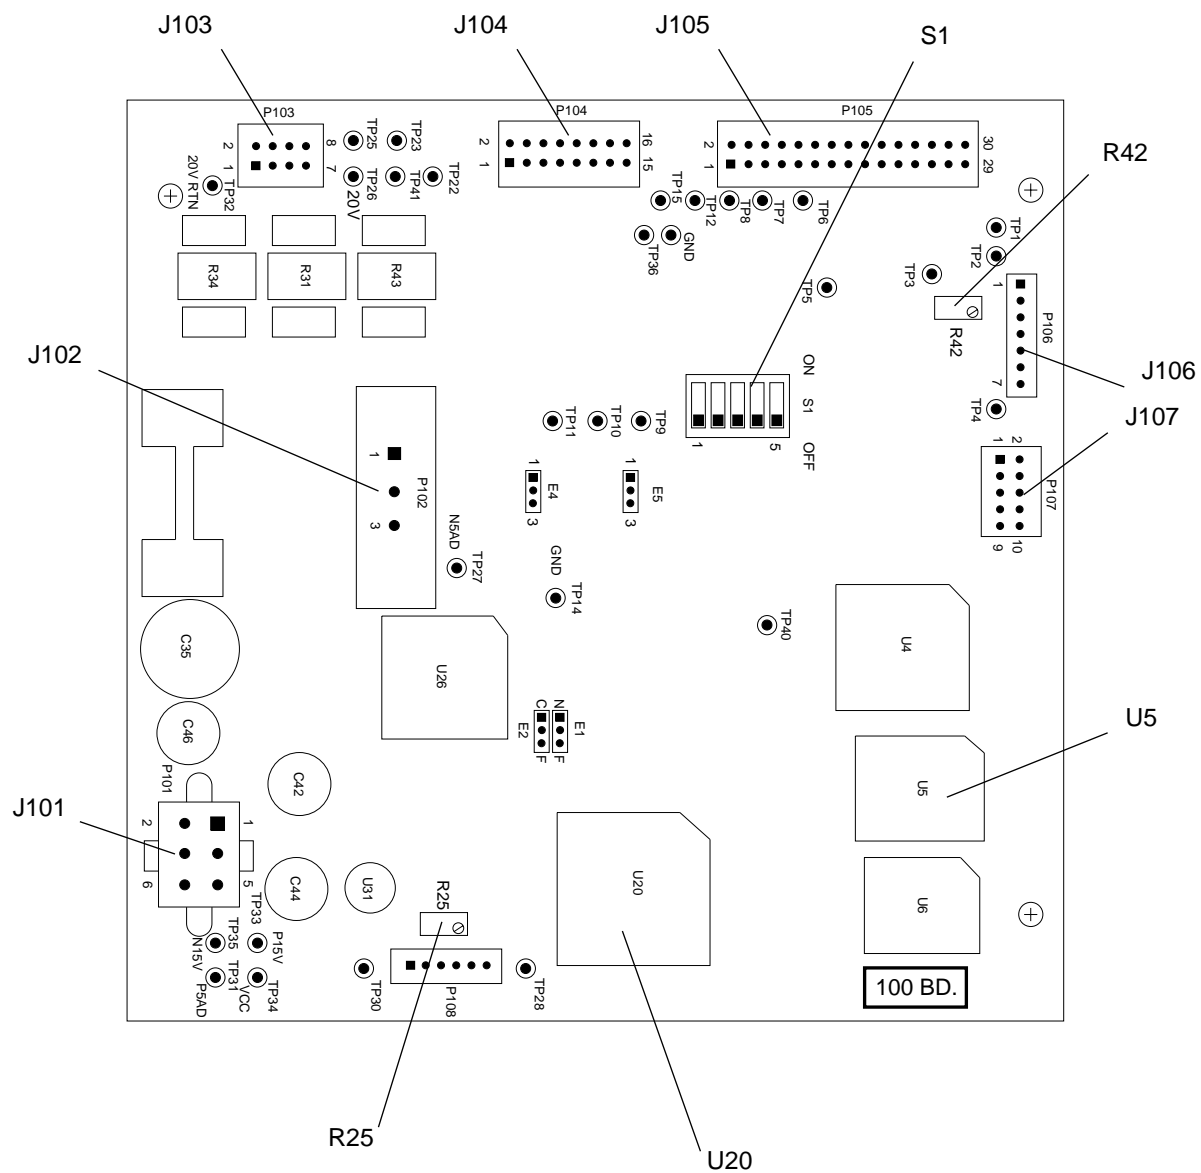 J103
J104
J105
S1
P103
P104
P105
R42
2
8
1
7
TP25
TP23
2
16
1
15
2
30
1
29
20V RTN
TP32
TP26
20V
TP41
TP22
TP15
TP12
TP8
TP7
TP6
TP36
GND
TP1
TP2
TP3
TP5
R34
R31
R43
1
P106
7
R42
J102
J106
ON
S1
OFF
1
5
TP4
J107
TP11
TP10
TP9
1
P102
3
1
E4
3
1
E5
3
1
2
P107
9
10
N5AD
TP27
GND
TP14
TP40
C35
U26
U4
C46
C
N
E2
E1
F
F
U5
P101
C42
U5
J101
2
1
6
5
C44
U31
U20
U6
TP33
R25
TP35
N15V
P15V
TP31
P5AD
VCC
TP34
TP30
P108
TP28
100 BD.
R25
U20